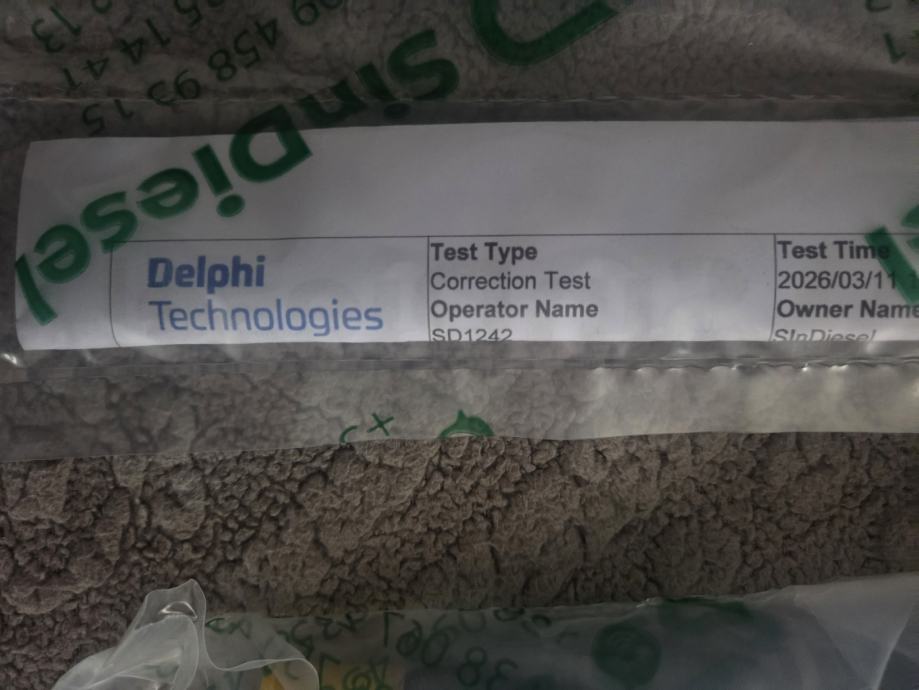 SinDiesel
Delphi
Technologies
Test Type
Correction Test
Operator Name
SD1242
Test Time
2026/03/11
Owner Name
SInDiesel